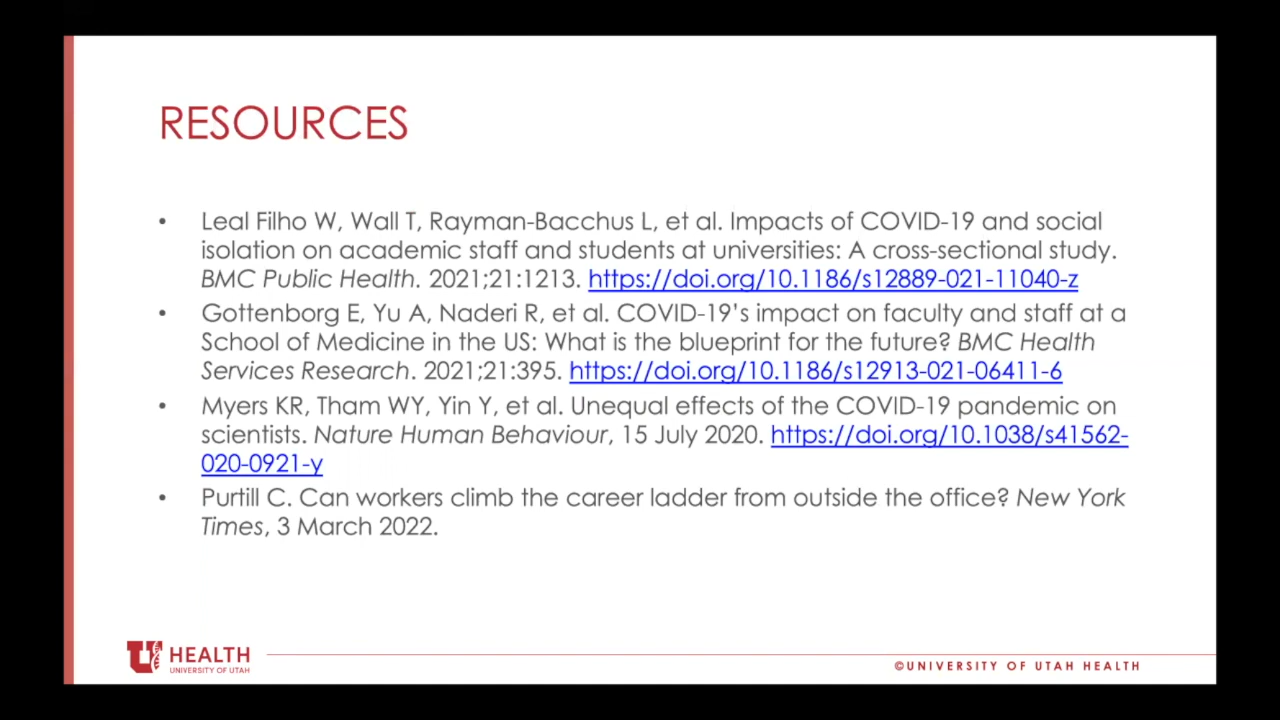 RESOURCES
• Leal Filho W, Wall T, Rayman-Bacchus L, et al. Impacts of COVID-19 and social
isolation on academic staff and students at universities: A cross-sectional study.
BMC Public Health. 2021;21:1213. https://doi.org/10.1186/s12889-021-11040-z
• Gottenborg E, Yu A, Naderi R, et al. COVID-19’s impact on faculty and staff at a
School of Medicine in the US: What is the blueprint for the future? BMC Health
Services Research. 2021;21:395. https://doi.org/10.1186/s12913-021-06411-6
• Myers KR, Tham WY, Yin Y, et al. Unequal effects of the COVID-19 pandemic on
scientists. Nature Human Behaviour, 15 July 2020. https://doi.org/10.1038/s41562-
020-0921-y
• Purtill C. Can workers climb the career ladder from outside the office? New York
Times, 3 March 2022.
U HEALTH
UNIVERSITY OF UTAH
©UNIVERSITY OF UTAH HEALTH